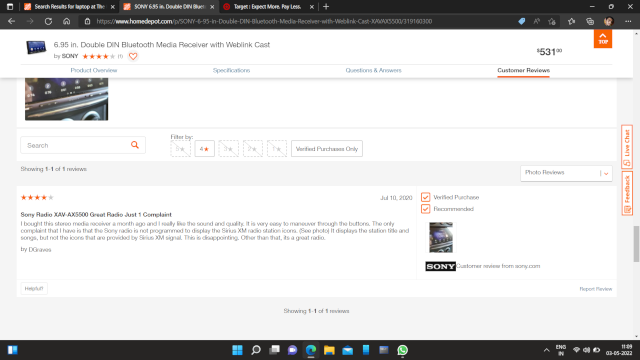 Search Results for laptop at The
SONY 6.95 in. Double DIN Blueto
Target : Expect More. Pay Less.
https://www.homedepot.com/p/SONY-6-95-in-Double-DIN-Bluetooth-Media-Receiver-with-Weblink-Cast-XAVAX5500/319160300
6.95 in. Double DIN Bluetooth Media Receiver with Weblink Cast
by SONY (1)
$531 00
TOP
Product Overview
Specifications
Questions & Answers
Customer Reviews
Search
Filter by:
4★
Verified Purchases Only
Showing 1-1 of 1 reviews
Photo Reviews
Live Chat
Feedback
Jul 10, 2020
Verified Purchase
Recommended
Sony Radio XAV-AX5500 Great Radio Just 1 Complaint
I bought this stereo media receiver a month ago and I really like the sound and quality. It is very easy to maneuver through the buttons. The only
complaint that I have is that the Sony radio is not programmed to display the Sirius XM radio station icons. (See photo) It displays the station title and
songs, but not the icons that are provided by Sirius XM signal. This is disappointing. Other than that, its a great radio.
by DGraves
SONY Customer review from sony.com
Helpful?
Report Review
Showing 1-1 of 1 reviews
ENG
IN
11:09
03-05-2022